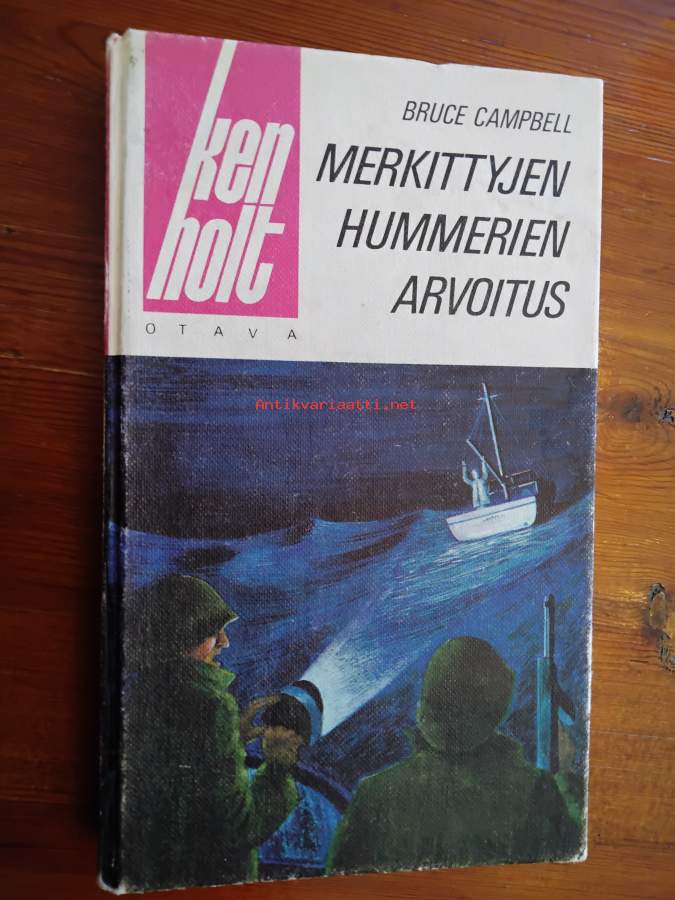 ken
holt
OTAVA
BRUCE CAMPBELL
MERKITTYJEN
HUMMERIEN
ARVOITUS
Antikvariaatti.net